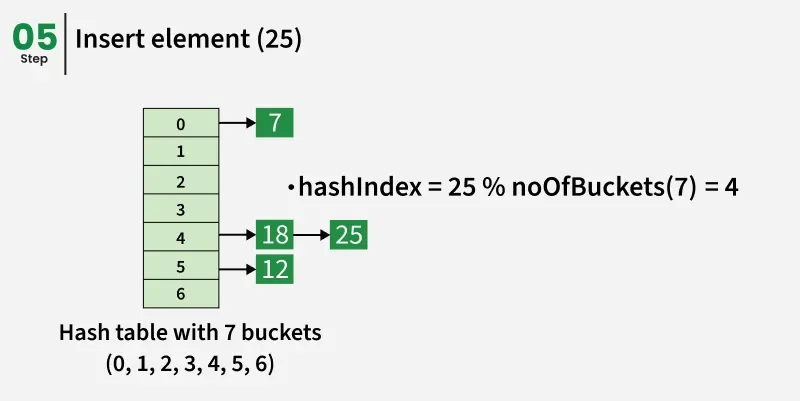 05
Step
Insert element (25)
0
7
1
2
•hashIndex = 25 % noOfBuckets(7) = 4
3
4
18
25
5
12
6
Hash table with 7 buckets
(0, 1, 2, 3, 4, 5, 6)